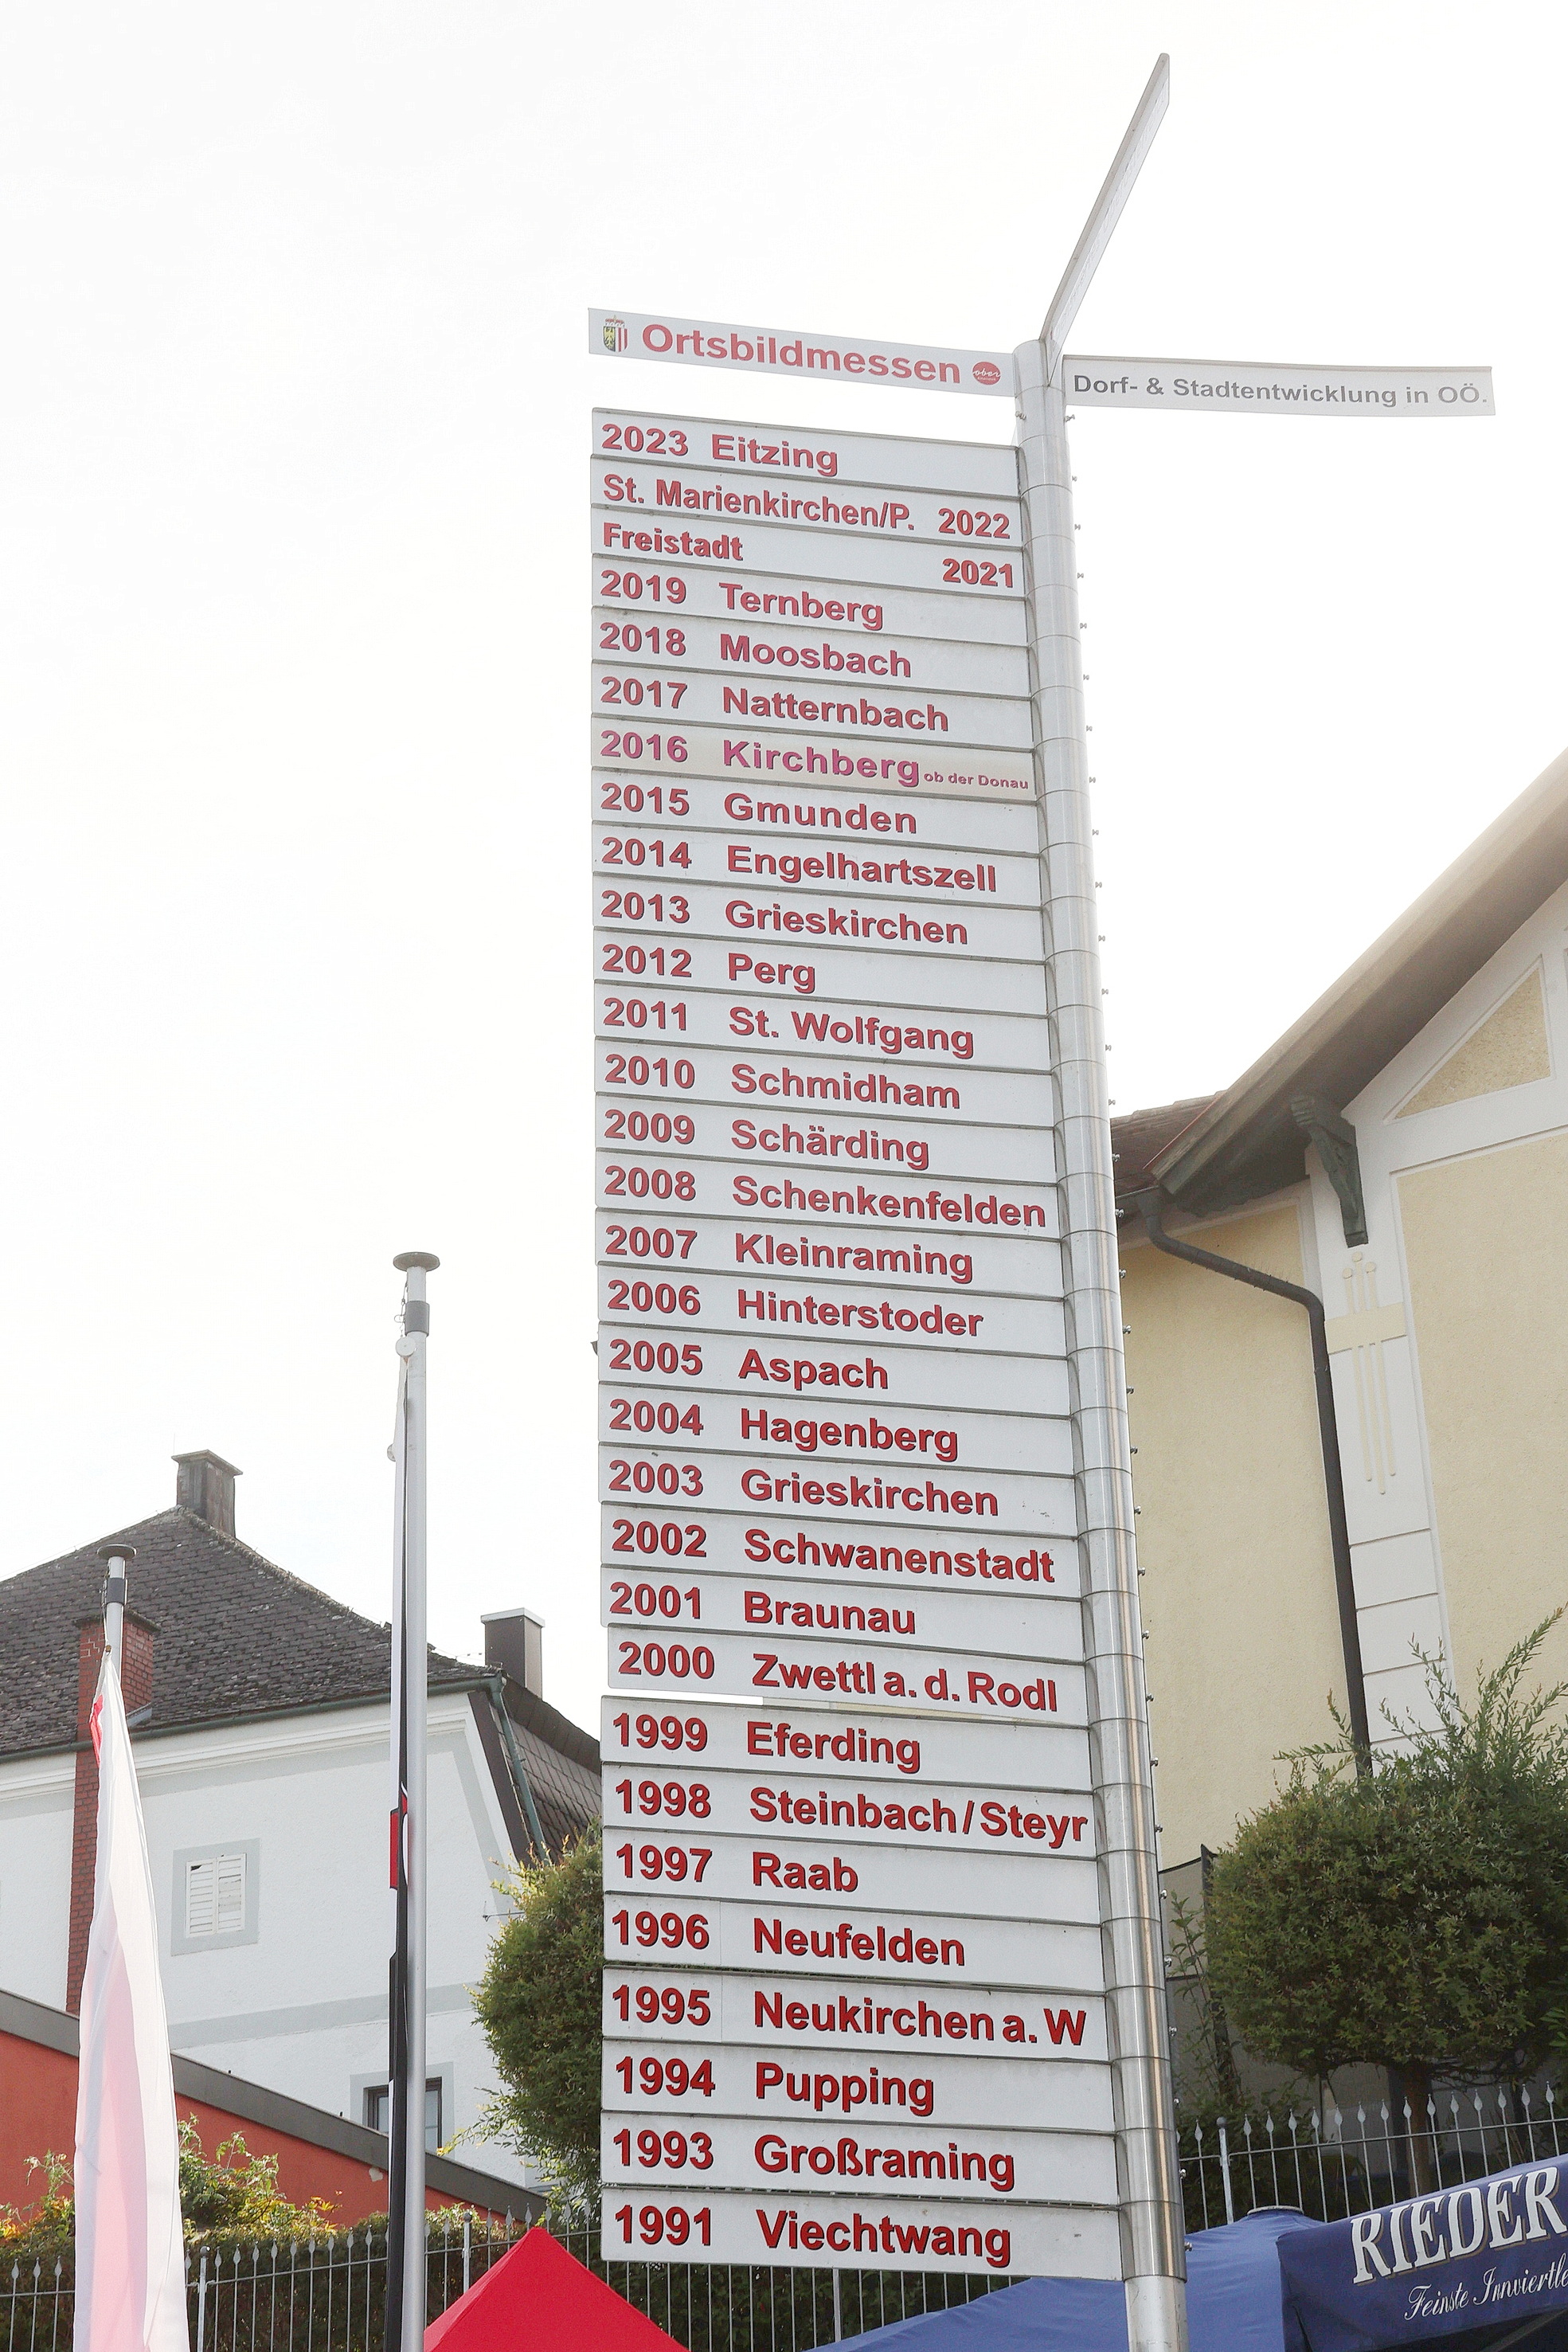 Ortsbildmessen
Dorf- & Stadtentwicklung in OÖ.
2023 Eitzing
St. Marienkirchen/P. 2022
Freistadt 2021
2019 Ternberg
2018 Moosbach
2017 Natternbach
2016 Kirchberg ob der Donau
2015 Gmunden
2014 Engelhartszell
2013 Grieskirchen
2012 Perg
2011 St. Wolfgang
2010 Schmidham
2009 Schärding
2008 Schenkenfelden
2007 Kleinraming
2006 Hinterstoder
2005 Aspach
2004 Hagenberg
2003 Grieskirchen
2002 Schwanenstadt
2001 Braunau
2000 Zwettl a. d. Rodl
1999 Eferding
1998 Steinbach/Steyr
1997 Raab
1996 Neufelden
1995 Neukirchen a. W
1994 Pupping
1993 Großraming
1991 Viechtwang
RIEDER
Feinste